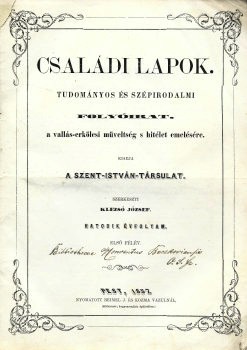 CSALÁDI LAPOK.
TUDOMÁNYOS ÉS SZÉPIRODALMI
FOLYÓIRAT,
a vallás-erkölcsi műveltség s hitélet emelésére.
KIADJA
A SZENT-ISTVÁN-TÁRSULAT.
SZERKESZTI
KLEZSÓ JÓZSEF.
HATODIK ÉVFOLYAM.
ELSŐ FÉLÉV.
PEST, 1857.
NYOMATOTT BEIMEL J. ÉS KOZMA VAZULNÁL.